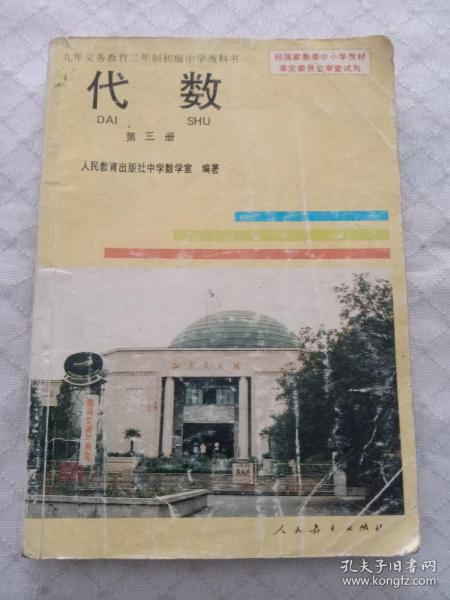 九年义务教育三年制初级中学教科书
经国家教委中小学教材
审定委员会审查试用
代数
DAI SHU
第三册
人民教育出版社中学数学室 编著
人民教育出版社
孔夫子旧书网
www.kongfz.com